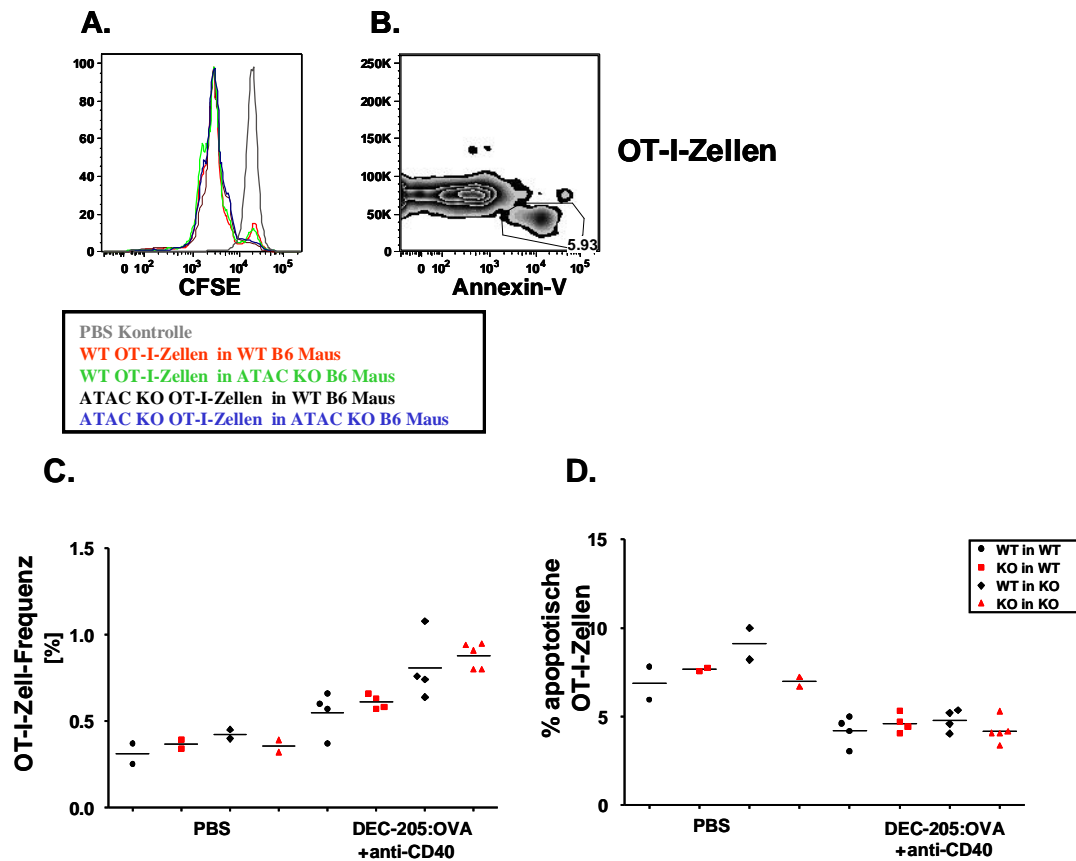 A.
B.
100
80
60
40
20
0
0 10² 10³ 10⁴ 10⁵
CFSE
250K
200K
150K
100K
50K
0
5.93
0 10² 10³ 10⁴ 10⁵
Annexin-V
OT-I-Zellen
PBS Kontrolle
WT OT-I-Zellen in WT B6 Maus
WT OT-I-Zellen in ATAC KO B6 Maus
ATAC KO OT-I-Zellen in WT B6 Maus
ATAC KO OT-I-Zellen in ATAC KO B6 Maus
C.
OT-I-Zell-Frequenz
[%]
1.5
1.0
0.5
0.0
PBS
DEC-205:OVA
+anti-CD40
D.
% apoptotische
OT-I-Zellen
15
10
5
0
WT in WT
KO in WT
WT in KO
KO in KO
PBS
DEC-205:OVA
+anti-CD40